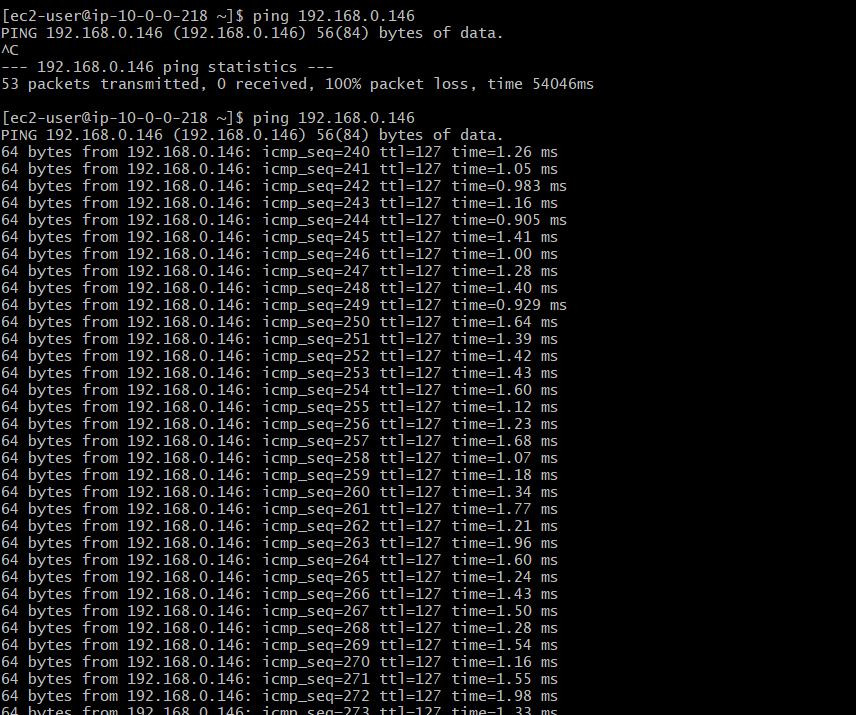 [ec2-user@ip-10-0-0-218 ~]$ ping 192.168.0.146
PING 192.168.0.146 (192.168.0.146) 56(84) bytes of data.
^C
--- 192.168.0.146 ping statistics ---
53 packets transmitted, 0 received, 100% packet loss, time 54046ms
[ec2-user@ip-10-0-0-218 ~]$ ping 192.168.0.146
PING 192.168.0.146 (192.168.0.146) 56(84) bytes of data.
64 bytes from 192.168.0.146: icmp_seq=240 ttl=127 time=1.26 ms
64 bytes from 192.168.0.146: icmp_seq=241 ttl=127 time=1.05 ms
64 bytes from 192.168.0.146: icmp_seq=242 ttl=127 time=0.983 ms
64 bytes from 192.168.0.146: icmp_seq=243 ttl=127 time=1.16 ms
64 bytes from 192.168.0.146: icmp_seq=244 ttl=127 time=0.905 ms
64 bytes from 192.168.0.146: icmp_seq=245 ttl=127 time=1.41 ms
64 bytes from 192.168.0.146: icmp_seq=246 ttl=127 time=1.00 ms
64 bytes from 192.168.0.146: icmp_seq=247 ttl=127 time=1.28 ms
64 bytes from 192.168.0.146: icmp_seq=248 ttl=127 time=1.40 ms
64 bytes from 192.168.0.146: icmp_seq=249 ttl=127 time=0.929 ms
64 bytes from 192.168.0.146: icmp_seq=250 ttl=127 time=1.64 ms
64 bytes from 192.168.0.146: icmp_seq=251 ttl=127 time=1.39 ms
64 bytes from 192.168.0.146: icmp_seq=252 ttl=127 time=1.42 ms
64 bytes from 192.168.0.146: icmp_seq=253 ttl=127 time=1.43 ms
64 bytes from 192.168.0.146: icmp_seq=254 ttl=127 time=1.60 ms
64 bytes from 192.168.0.146: icmp_seq=255 ttl=127 time=1.12 ms
64 bytes from 192.168.0.146: icmp_seq=256 ttl=127 time=1.23 ms
64 bytes from 192.168.0.146: icmp_seq=257 ttl=127 time=1.68 ms
64 bytes from 192.168.0.146: icmp_seq=258 ttl=127 time=1.07 ms
64 bytes from 192.168.0.146: icmp_seq=259 ttl=127 time=1.18 ms
64 bytes from 192.168.0.146: icmp_seq=260 ttl=127 time=1.34 ms
64 bytes from 192.168.0.146: icmp_seq=261 ttl=127 time=1.77 ms
64 bytes from 192.168.0.146: icmp_seq=262 ttl=127 time=1.21 ms
64 bytes from 192.168.0.146: icmp_seq=263 ttl=127 time=1.96 ms
64 bytes from 192.168.0.146: icmp_seq=264 ttl=127 time=1.60 ms
64 bytes from 192.168.0.146: icmp_seq=265 ttl=127 time=1.24 ms
64 bytes from 192.168.0.146: icmp_seq=266 ttl=127 time=1.43 ms
64 bytes from 192.168.0.146: icmp_seq=267 ttl=127 time=1.50 ms
64 bytes from 192.168.0.146: icmp_seq=268 ttl=127 time=1.28 ms
64 bytes from 192.168.0.146: icmp_seq=269 ttl=127 time=1.54 ms
64 bytes from 192.168.0.146: icmp_seq=270 ttl=127 time=1.16 ms
64 bytes from 192.168.0.146: icmp_seq=271 ttl=127 time=1.55 ms
64 bytes from 192.168.0.146: icmp_seq=272 ttl=127 time=1.98 ms
64 bytes from 192.168.0.146: icmp_seq=273 ttl=127 time=1.33 ms